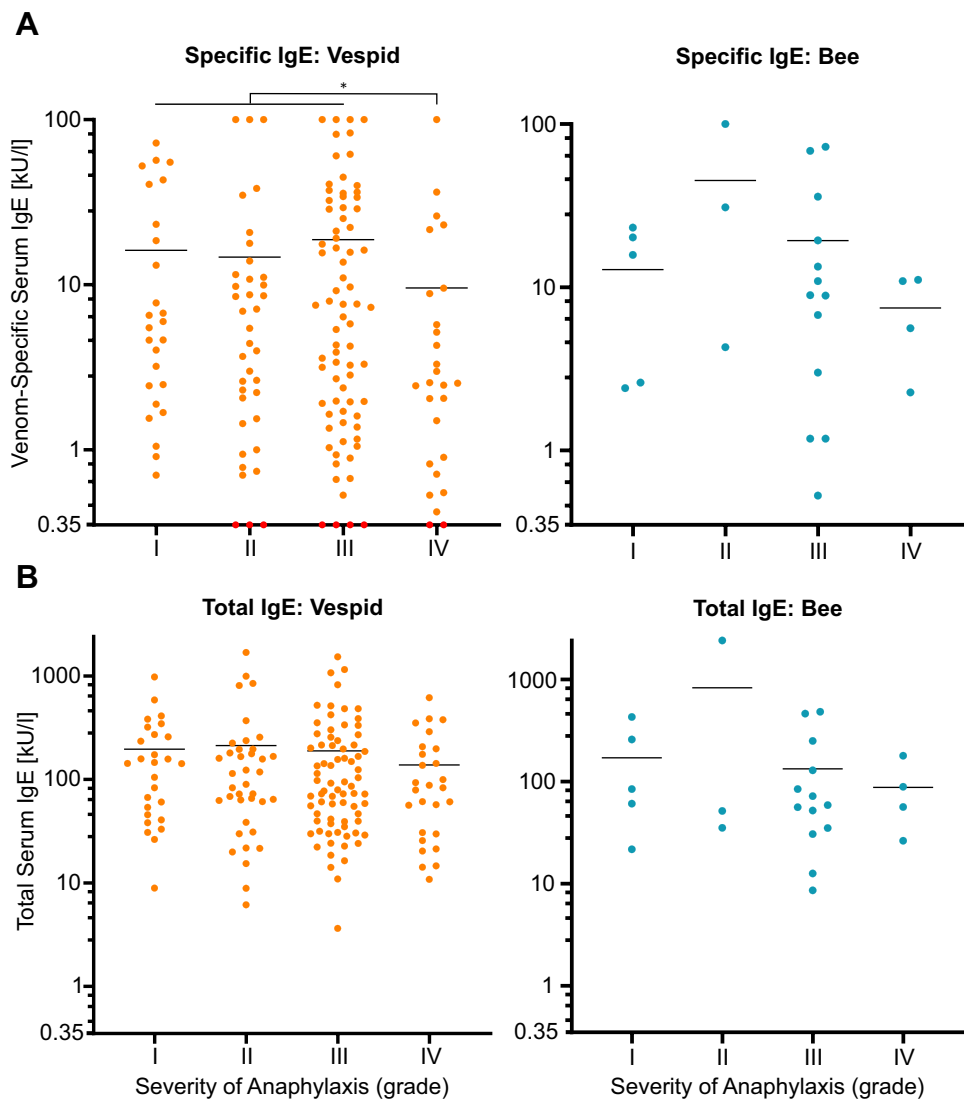 A
Specific IgE: Vespid
Specific IgE: Bee
*
Venom-Specific Serum IgE [kU/l]
100
10
1
0.35
I II III IV
100
10
1
0.35
I II III IV
B
Total IgE: Vespid
Total IgE: Bee
Total Serum IgE [kU/l]
1000
100
10
1
0.35
I II III IV
Severity of Anaphylaxis (grade)
1000
100
10
1
0.35
I II III IV
Severity of Anaphylaxis (grade)